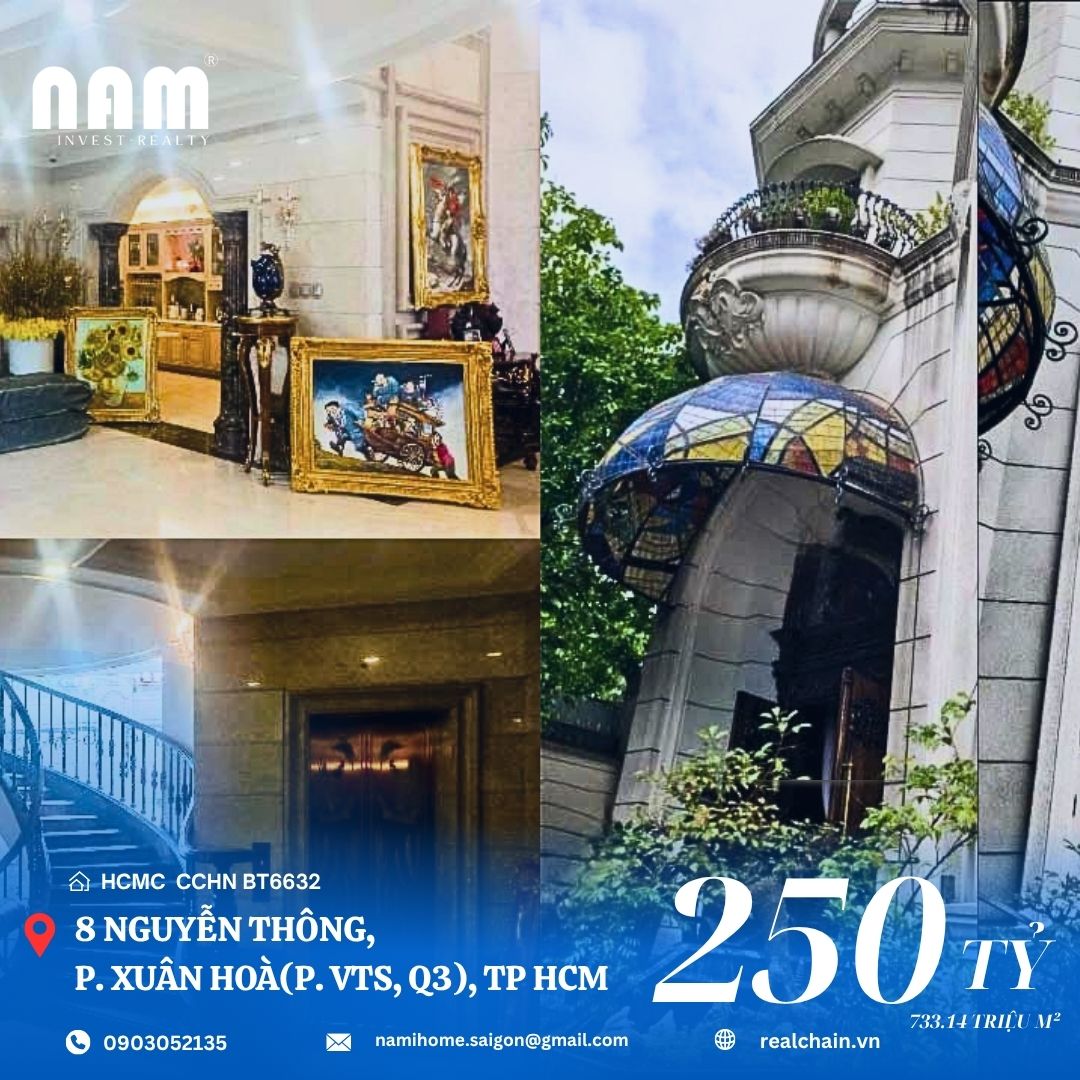 NAM®
INVEST-REALTY
HCMC CCHN BT6632
8 NGUYỄN THÔNG,
P. XUÂN HOÀ(P. VTS, Q3), TP HCM
250 TỶ
733.14 TRIỆU M²
0903052135
namihome.saigon@gmail.com
realchain.vn